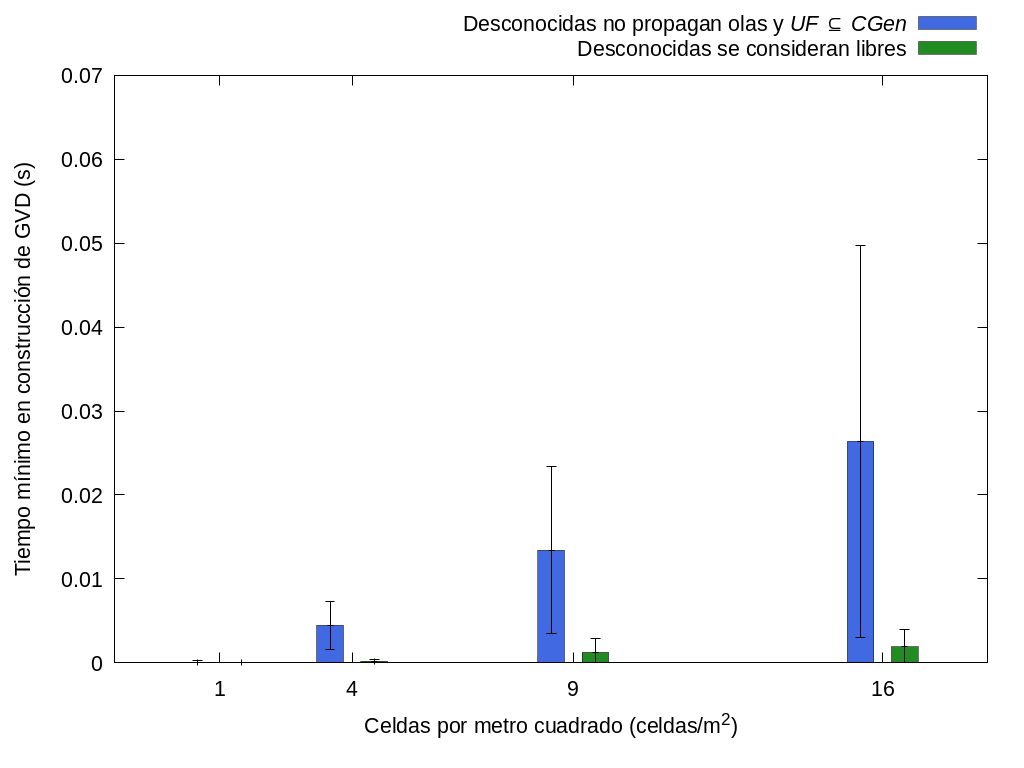 Desconocidas no propagan olas y UF ⊆ CGen
Desconocidas se consideran libres
0.07
0.06
0.05
0.04
0.03
0.02
0.01
0
Tiempo mínimo en construcción de GVD (s)
1 4 9 16
Celdas por metro cuadrado (celdas/m²)